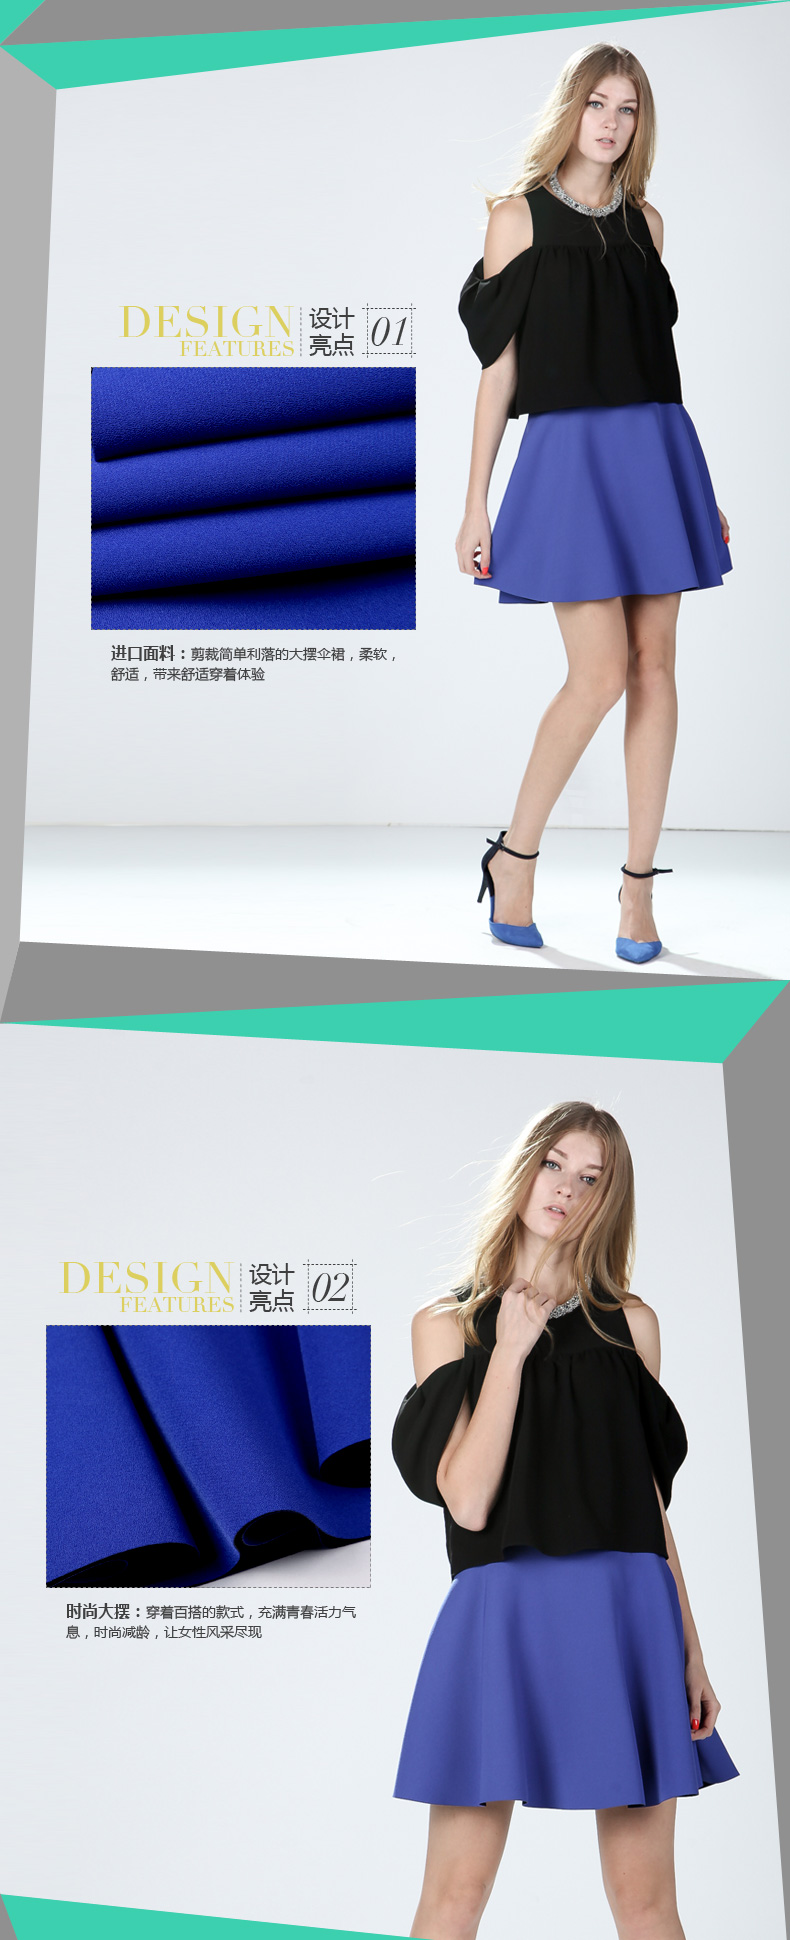 DESIGN
FEATURES
设计
亮点
01
进口面料：剪裁简单利落的大摆伞裙，柔软，
舒适，带来舒适穿着体验
DESIGN
FEATURES
设计
亮点
02
时尚大摆：穿着百搭的款式，充满青春活力气
息，时尚减龄，让女性风采尽现